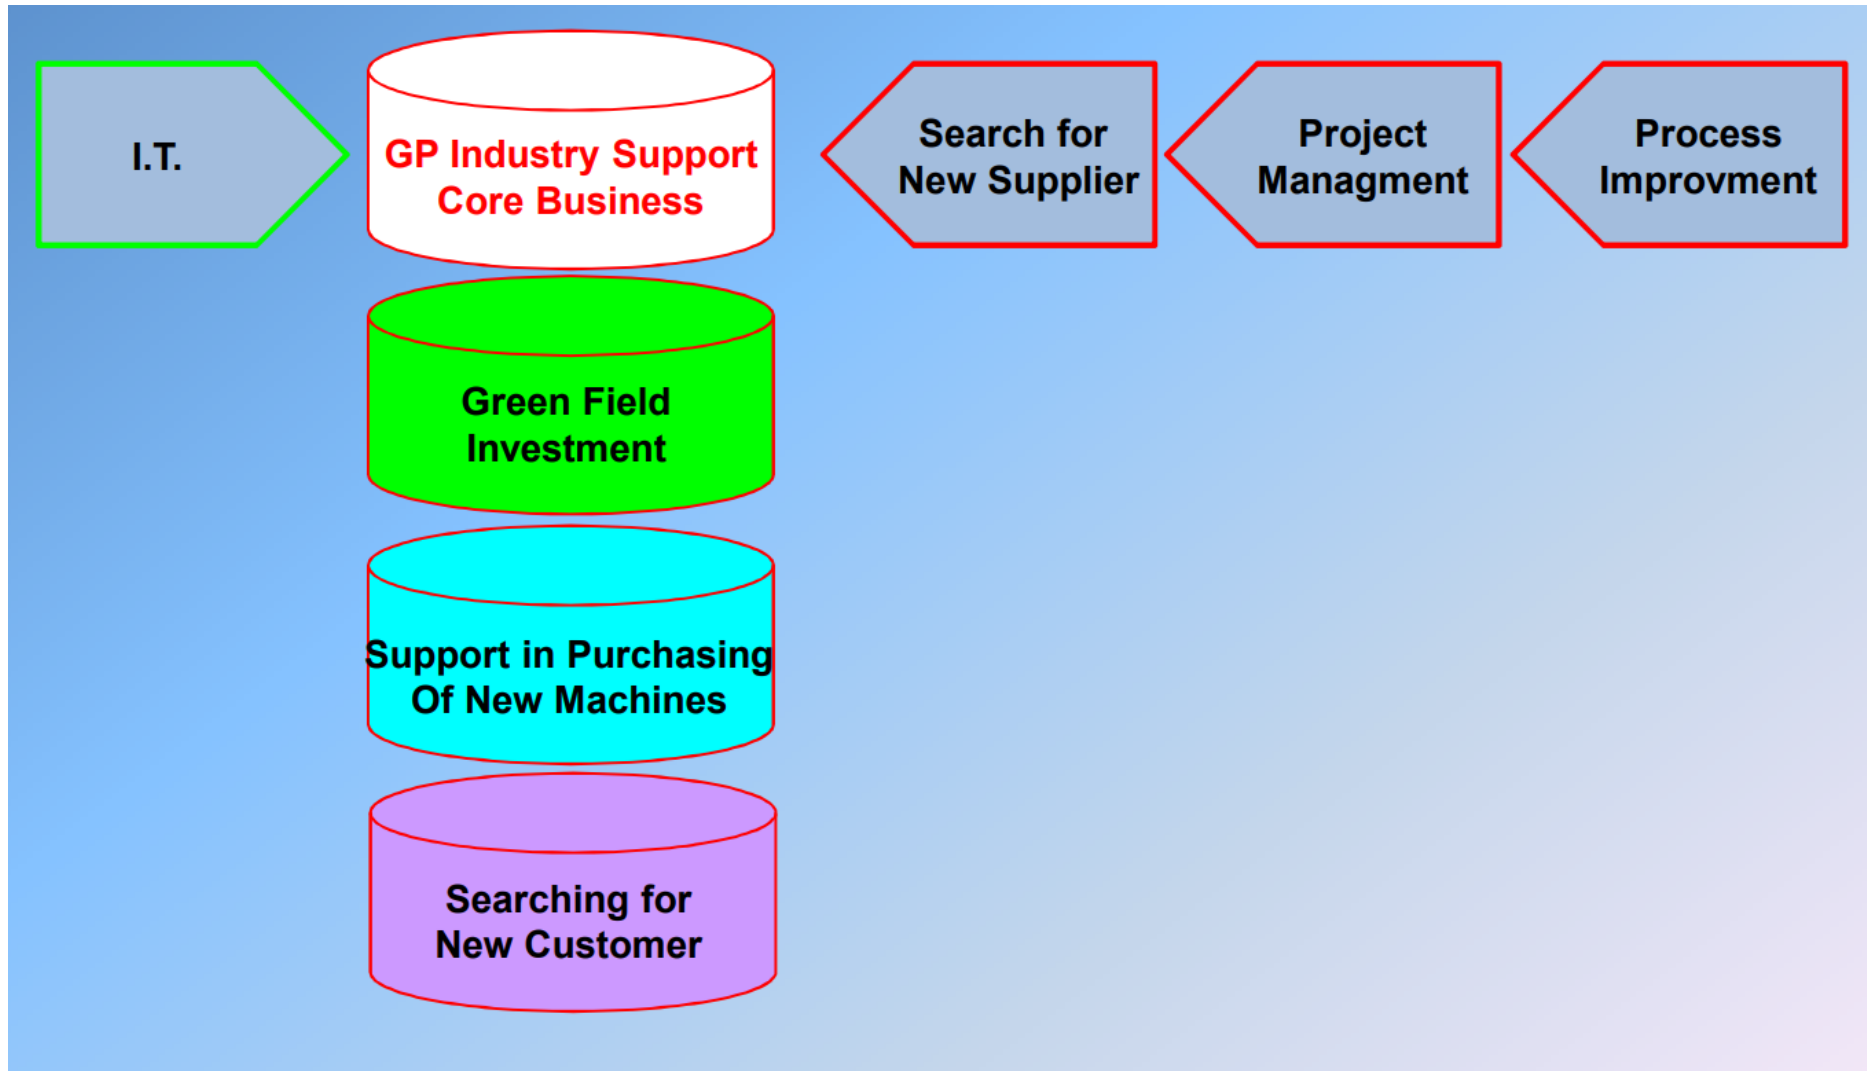 I.T.
GP Industry Support
Core Business
Search for
New Supplier
Project
Managment
Process
Improvment
Green Field
Investment
Support in Purchasing
Of New Machines
Searching for
New Customer